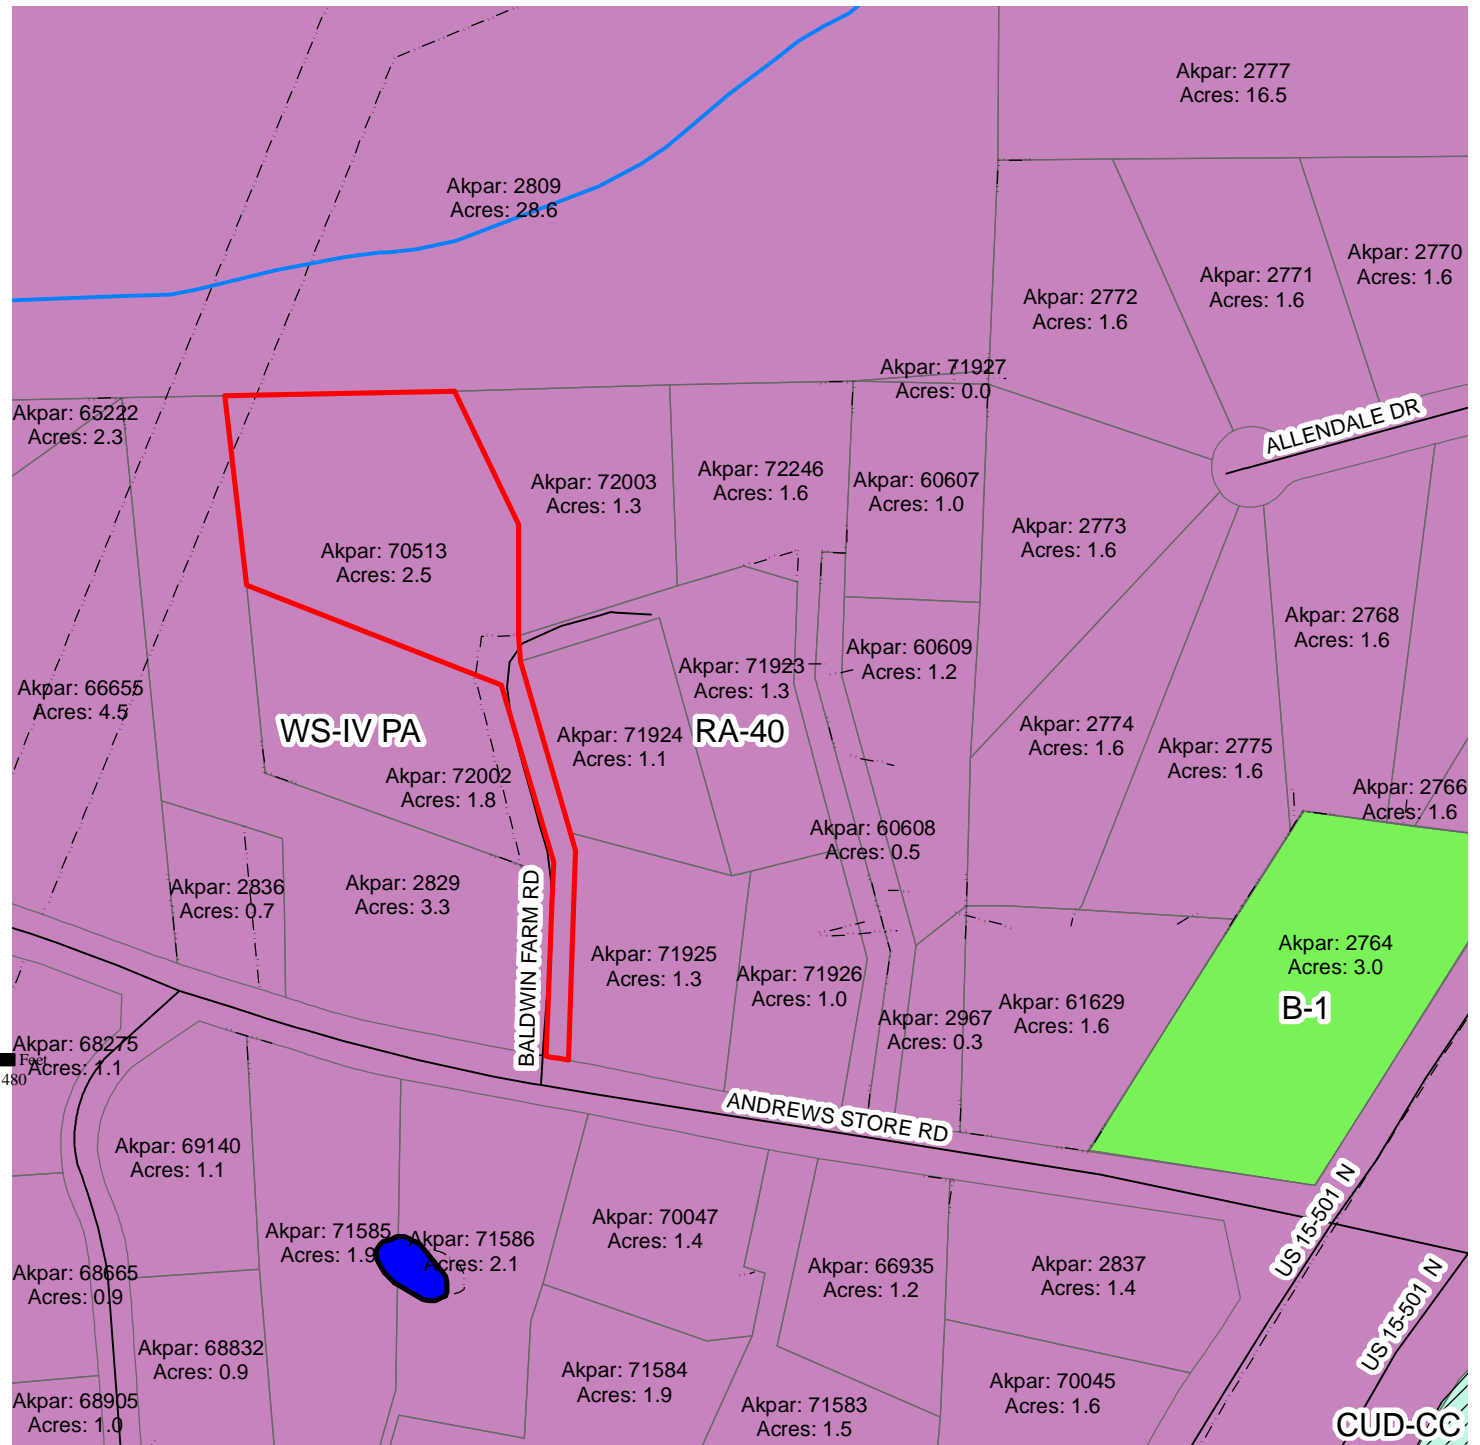 Akpar: 2777
Acres: 16.5
Akpar: 2809
Acres: 28.6
Akpar: 2770
Acres: 1.6
Akpar: 2771
Acres: 1.6
Akpar: 2772
Acres: 1.6
Akpar: 71927
Acres: 0.0
Akpar: 65222
Acres: 2.3
ALLENDALE DR
Akpar: 72003
Acres: 1.3
Akpar: 72246
Acres: 1.6
Akpar: 60607
Acres: 1.0
Akpar: 2773
Acres: 1.6
Akpar: 70513
Acres: 2.5
Akpar: 2768
Acres: 1.6
Akpar: 60609
Acres: 1.2
Akpar: 71923
Acres: 1.3
Akpar: 66655
Acres: 4.5
WS-IV PA
RA-40
Akpar: 71924
Acres: 1.1
Akpar: 2774
Acres: 1.6
Akpar: 2775
Acres: 1.6
Akpar: 72002
Acres: 1.8
Akpar: 2766
Acres: 1.6
Akpar: 60608
Acres: 0.5
Akpar: 2836
Acres: 0.7
Akpar: 2829
Acres: 3.3
BALDWIN FARM RD
Akpar: 71925
Acres: 1.3
Akpar: 71926
Acres: 1.0
Akpar: 2764
Acres: 3.0
B-1
Akpar: 61629
Acres: 1.6
Akpar: 2967
Acres: 0.3
Akpar: 68275
Acres: 1.1
Feet
480
ANDREWS STORE RD
Akpar: 69140
Acres: 1.1
Akpar: 71585
Acres: 1.9
Akpar: 71586
Acres: 2.1
Akpar: 70047
Acres: 1.4
Akpar: 66935
Acres: 1.2
Akpar: 2837
Acres: 1.4
US 15-501 N
US 15-501 N
Akpar: 68665
Acres: 0.9
Akpar: 68832
Acres: 0.9
Akpar: 71584
Acres: 1.9
Akpar: 71583
Acres: 1.5
Akpar: 70045
Acres: 1.6
Akpar: 68905
Acres: 1.0
CUD-CC